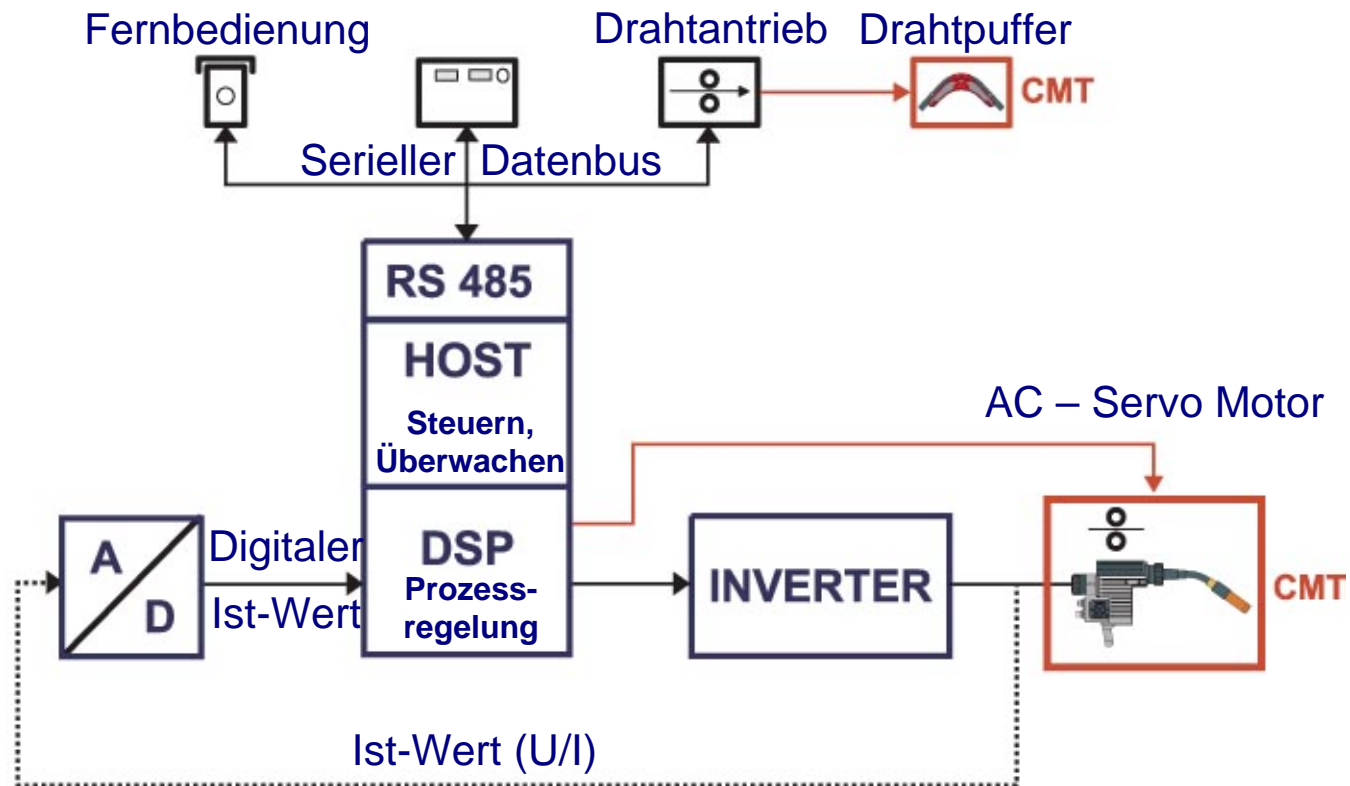 Fernbedienung
Drahtantrieb
Drahtpuffer
CMT
Serieller Datenbus
RS 485
HOST
Steuern,
Überwachen
AC – Servo Motor
A
D
Digitaler
Ist-Wert
DSP
Prozess-
regelung
INVERTER
CMT
Ist-Wert (U/I)